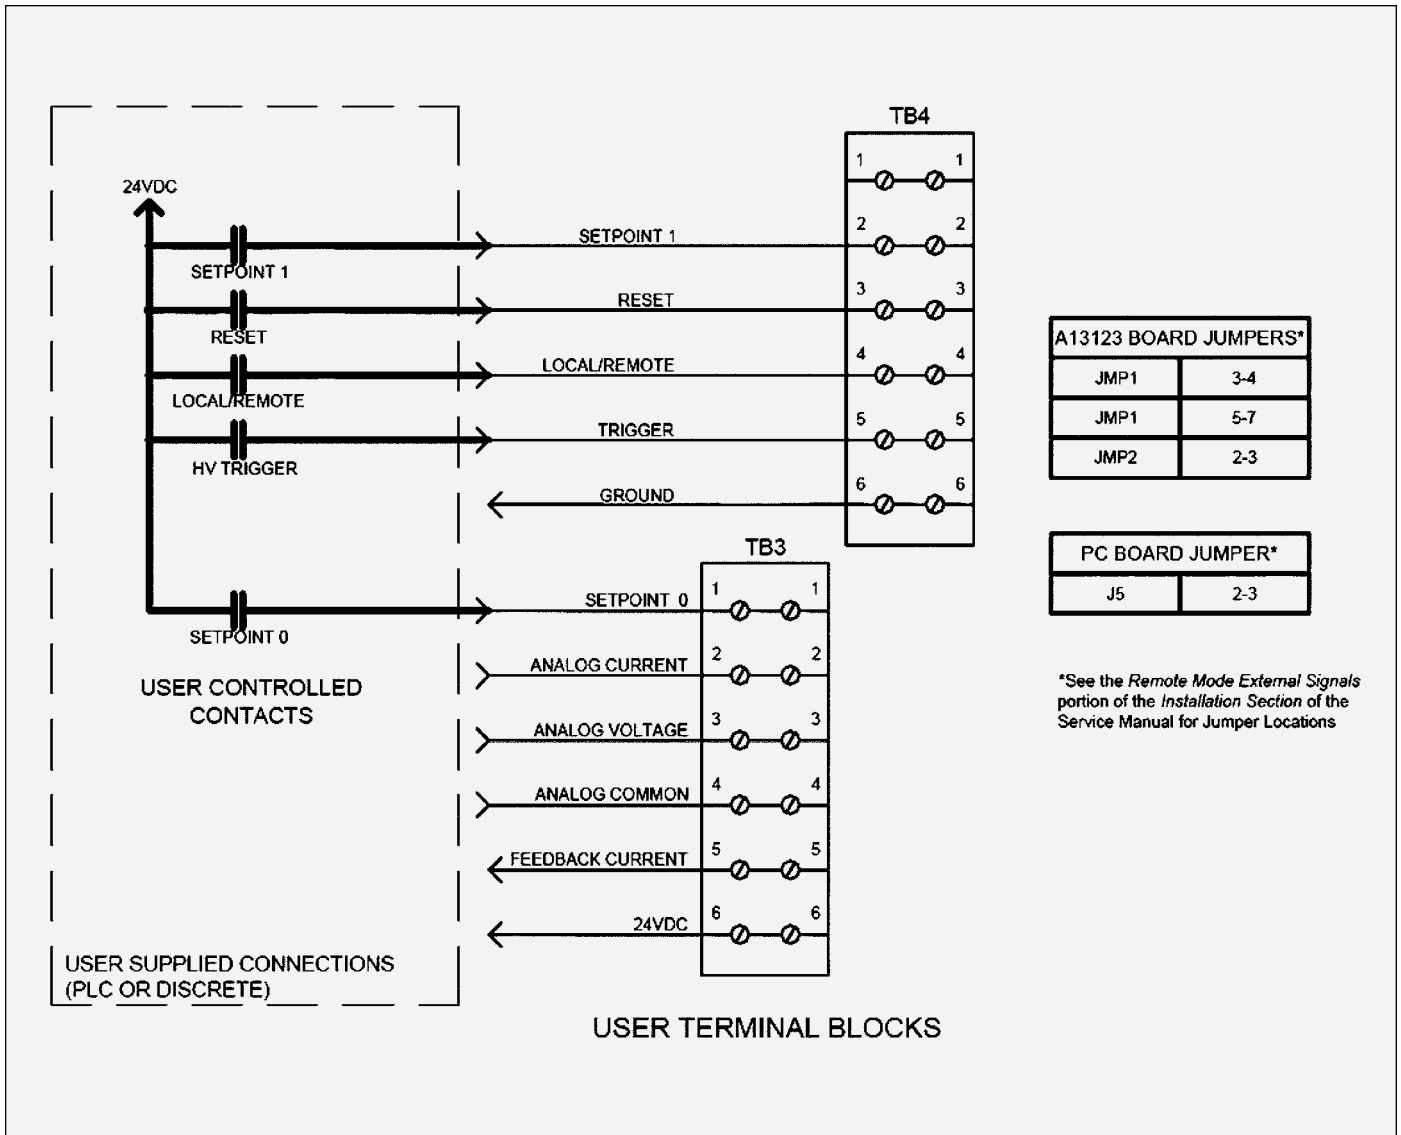 TB4
24VDC
1 1
SETPOINT 1
2 2
SETPOINT 1
RESET
3 3
RESET
LOCAL/REMOTE
4 4
LOCAL/REMOTE
TRIGGER
5 5
HV TRIGGER
GROUND
6 6
A13123 BOARD JUMPERS*
JMP1 3-4
JMP1 5-7
JMP2 2-3
PC BOARD JUMPER*
J5 2-3
TB3
SETPOINT 0
1 1
SETPOINT 0
ANALOG CURRENT
2 2
USER CONTROLLED
CONTACTS
ANALOG VOLTAGE
3 3
ANALOG COMMON
4 4
FEEDBACK CURRENT
5 5
24VDC
6 6
*See the Remote Mode External Signals
portion of the Installation Section of the
Service Manual for Jumper Locations
USER SUPPLIED CONNECTIONS
(PLC OR DISCRETE)
USER TERMINAL BLOCKS